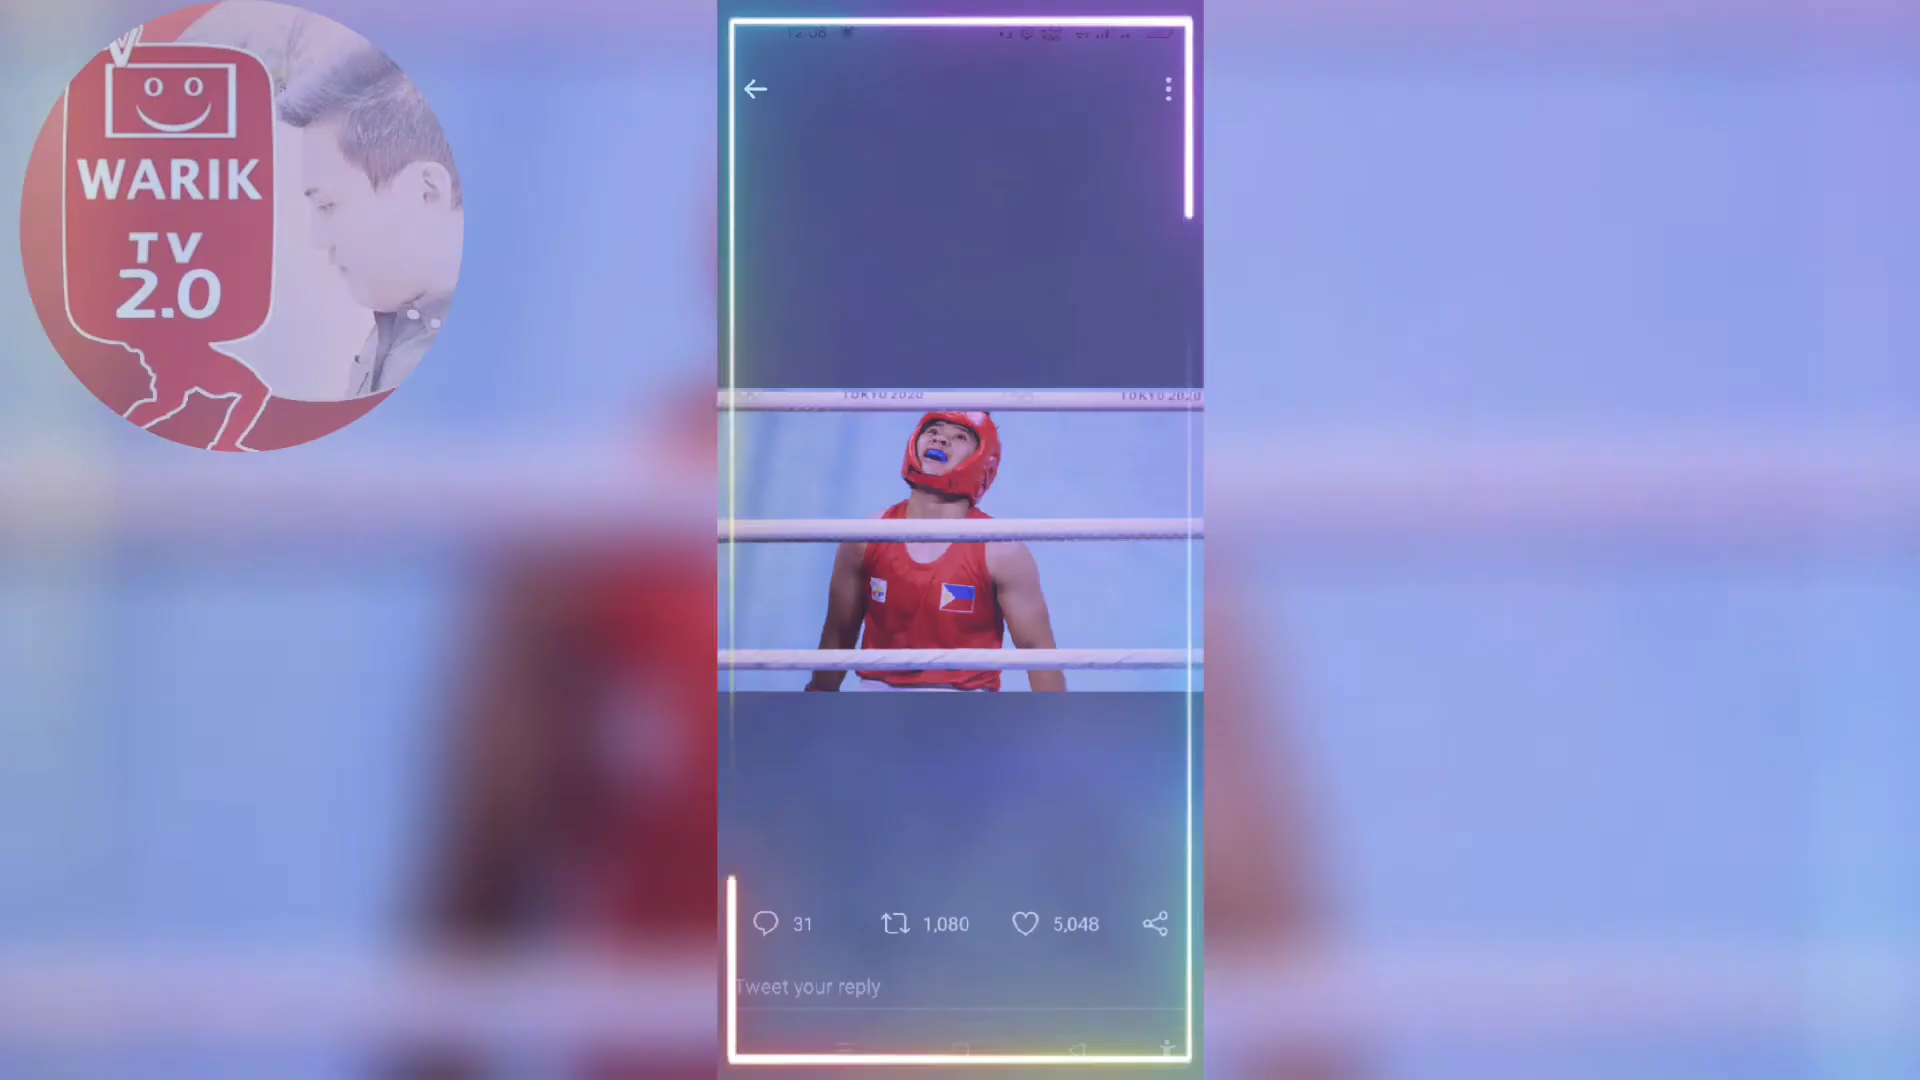 WARIK
TV
2.0
TOKYO 2020
TOKYO 2020
31
1,080
5,048
Tweet your reply